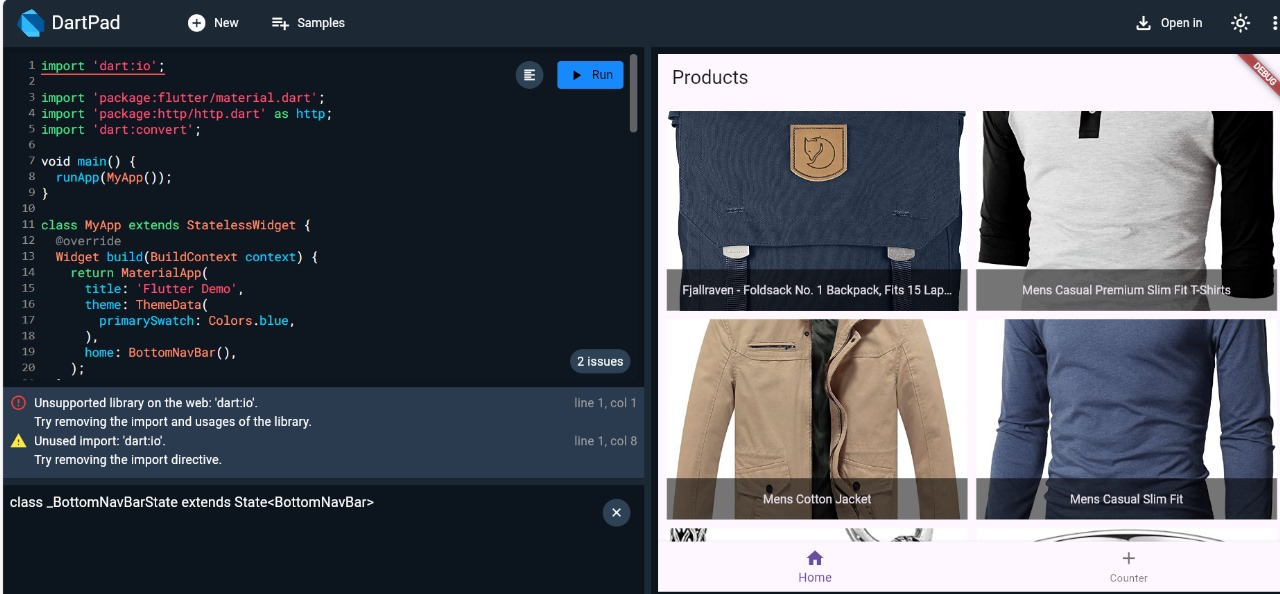 DartPad
New
Samples
Open in
1 import 'dart:io';
2
3 import 'package:flutter/material.dart';
4 import 'package:http/http.dart' as http;
5 import 'dart:convert';
6
7 void main() {
8 runApp(MyApp());
9 }
10
11 class MyApp extends StatelessWidget {
12 @override
13 Widget build(BuildContext context) {
14 return MaterialApp(
15 title: 'Flutter Demo',
16 theme: ThemeData(
17 primarySwatch: Colors.blue,
18 ),
19 home: BottomNavBar(),
20 );
Run
2 issues
Unsupported library on the web: 'dart:io'.
line 1, col 1
Try removing the import and usages of the library.
Unused import: 'dart:io'.
line 1, col 8
Try removing the import directive.
class _BottomNavBarState extends State<BottomNavBar>
Products
DEBUG
Fjallraven - Foldsack No. 1 Backpack, Fits 15 Lap...
Mens Casual Premium Slim Fit T-Shirts
Mens Cotton Jacket
Mens Casual Slim Fit
Home
Counter